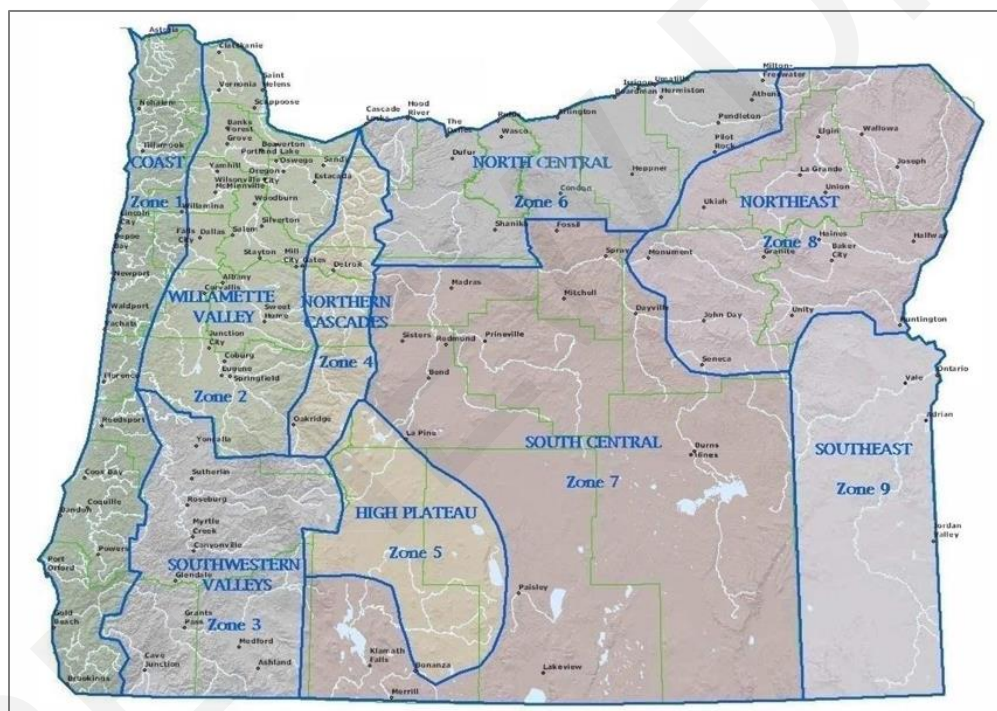 Astoria
Clatskanie
Vernonia
Saint
Helens
Scappoose
Nehalem
Banks
Forest
Grove
Tillamook
COAST
Zone 1
Beaverton
Portland
Lake
Oswego
Sandy
Yamhill
Wilsonville
Oregon
City
Estacada
McMinnville
Willamina
Woodburn
Lincoln
City
Falls
City
Dallas
Salem
Silverton
Depoe
Bay
Stayton
Mill
City
Gates
Detroit
Newport
Albany
Corvallis
WILLAMETTE
VALLEY
Sweet
Home
NORTHERN
CASCADES
Zone 4
Waldport
Yachats
Junction
City
Coburg
Eugene
Springfield
Zone 2
Florence
Oakridge
Reedsport
Cascade
Locks
Hood
River
The
Dalles
Rufus
Wasco
Arlington
Boardman
Irrigon
Umatilla
Hermiston
Milton-
Freewater
Athena
Pendleton
Pilot
Rock
Dufur
NORTH CENTRAL
Zone 6
Heppner
Condon
Shaniko
Fossil
Elgin
Wallowa
La Grande
Joseph
Union
Ukiah
NORTHEAST
Zone 8
Haines
Baker
City
Halfway
Granite
Spray
Monument
Madras
Mitchell
Dayville
John Day
Unity
Huntington
Sisters
Redmond
Prineville
Seneca
Bend
Vale
Ontario
Adrian
La Pine
SOUTH CENTRAL
Zone 7
Burns
Hines
SOUTHEAST
Zone 9
Jordan
Valley
Yoncalla
Sutherlin
Roseburg
Coos Bay
Coquille
Bandon
Myrtle
Creek
Canyonville
Powers
Port
Orford
SOUTHWESTERN
VALLEYS
Glendale
Zone 3
Gold
Beach
Grants
Pass
Medford
Cave
Junction
Ashland
Brookings
HIGH PLATEAU
Zone 5
Paisley
Klamath
Falls
Bonanza
Merrill
Lakeview